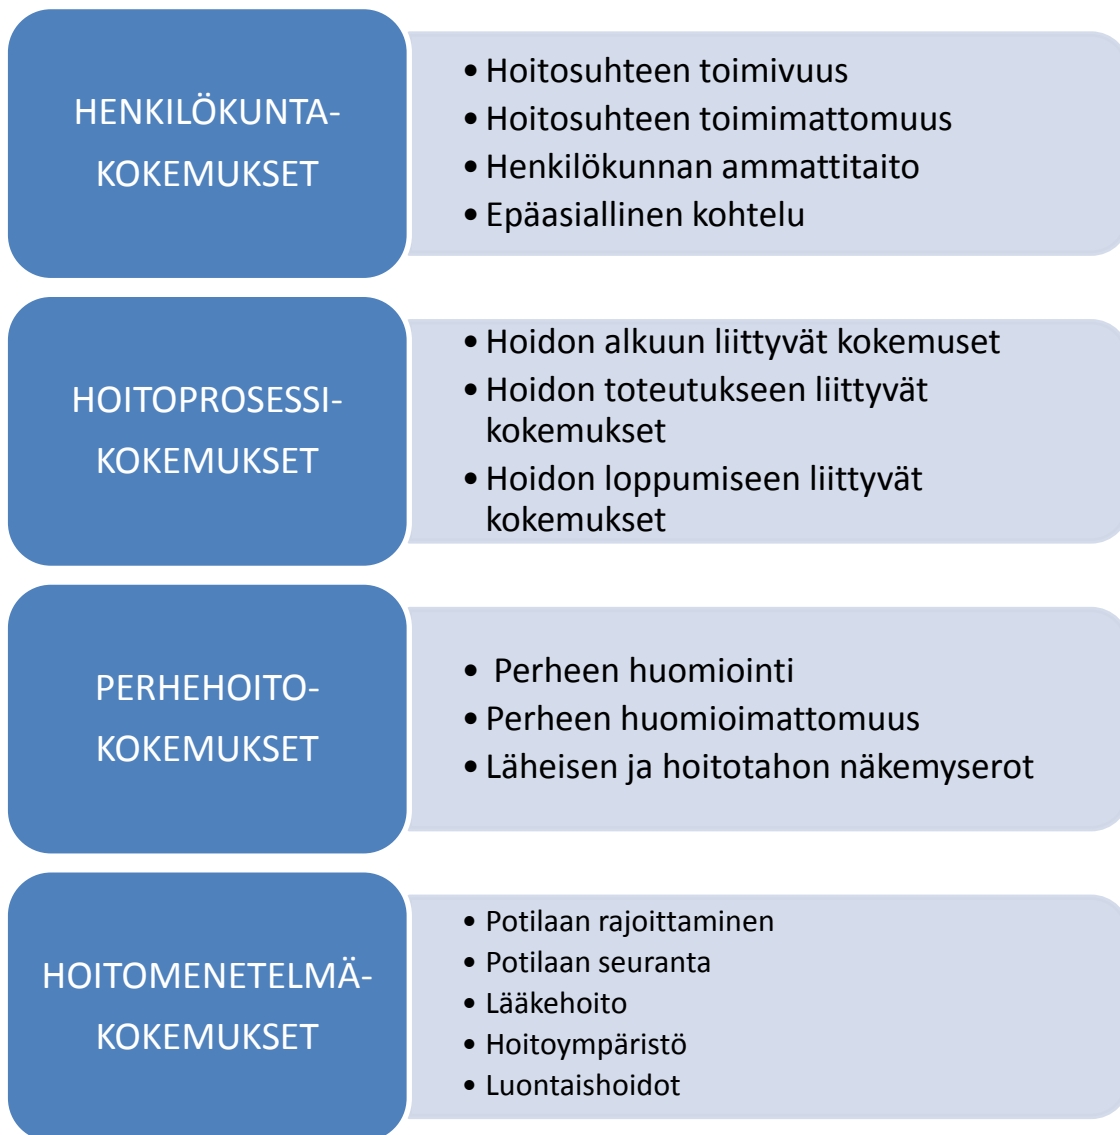 HENKILÖKUNTA-
KOKEMUKSET
• Hoitosuhteen toimivuus
• Hoitosuhteen toimimattomuus
• Henkilökunnan ammattitaito
• Epäasiallinen kohtelu
HOITOPROSESSI-
KOKEMUKSET
• Hoidon alkuun liittyvät kokemuset
• Hoidon toteutukseen liittyvät
kokemukset
• Hoidon loppumiseen liittyvät
kokemukset
PERHEHOITO-
KOKEMUKSET
• Perheen huomiointi
• Perheen huomioimattomuus
• Läheisen ja hoitotahon näkemyserot
HOITOMENETELMÄ-
KOKEMUKSET
• Potilaan rajoittaminen
• Potilaan seuranta
• Lääkehoito
• Hoitoympäristö
• Luontaishoidot